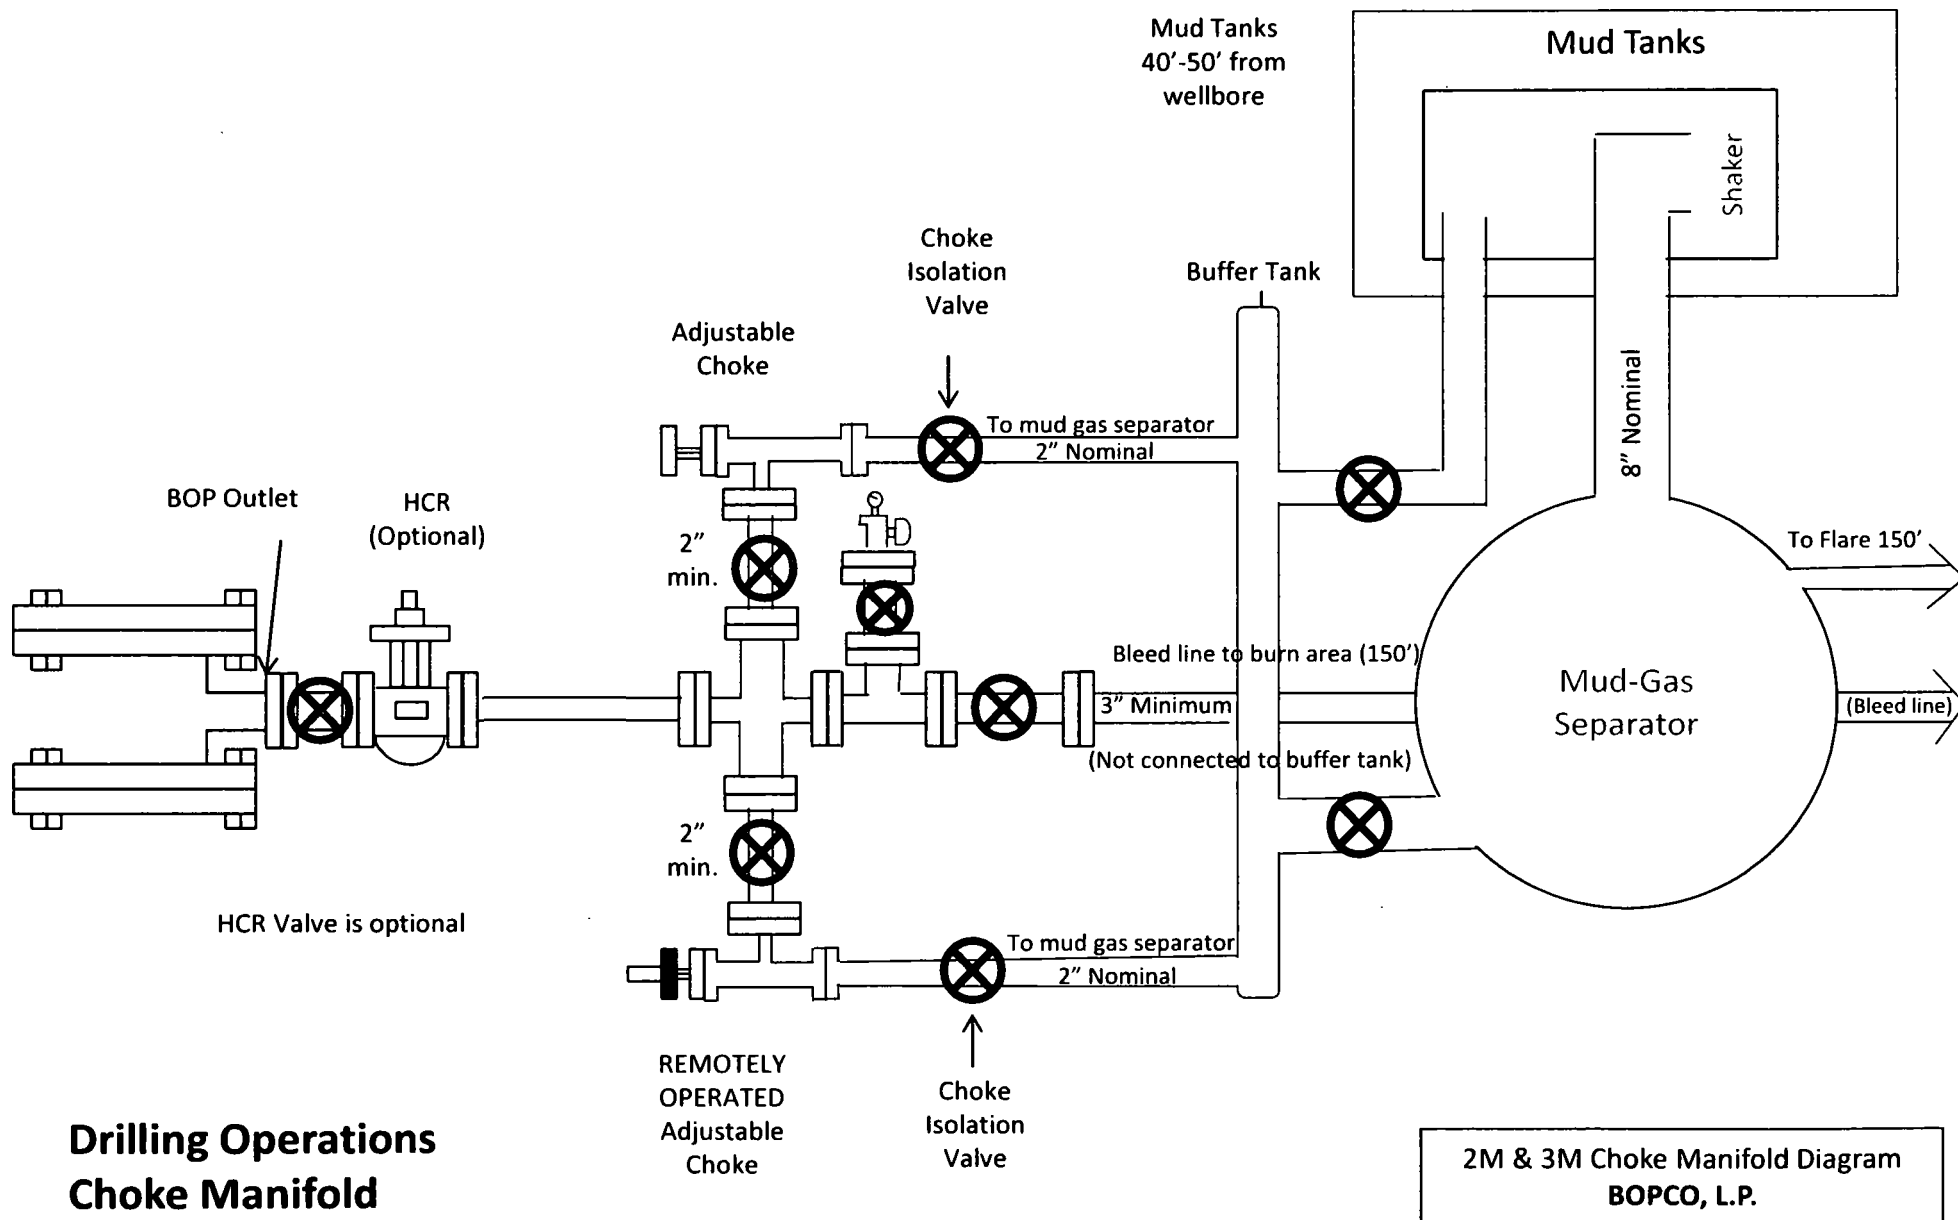 Mud Tanks
40'-50' from
wellbore
Mud Tanks
Shaker
Choke
Isolation
Valve
Buffer Tank
Adjustable
Choke
8" Nominal
To mud gas separator
2" Nominal
BOP Outlet
HCR
(Optional)
2"
min.
To Flare 150'
Bleed line to burn area (150')
3" Minimum
(Not connected to buffer tank)
Mud-Gas
Separator
(Bleed line)
2"
min.
HCR Valve is optional
To mud gas separator
2" Nominal
REMOTELY
OPERATED
Adjustable
Choke
Choke
Isolation
Valve
Drilling Operations
Choke Manifold
2M & 3M Choke Manifold Diagram
BOPCO, L.P.